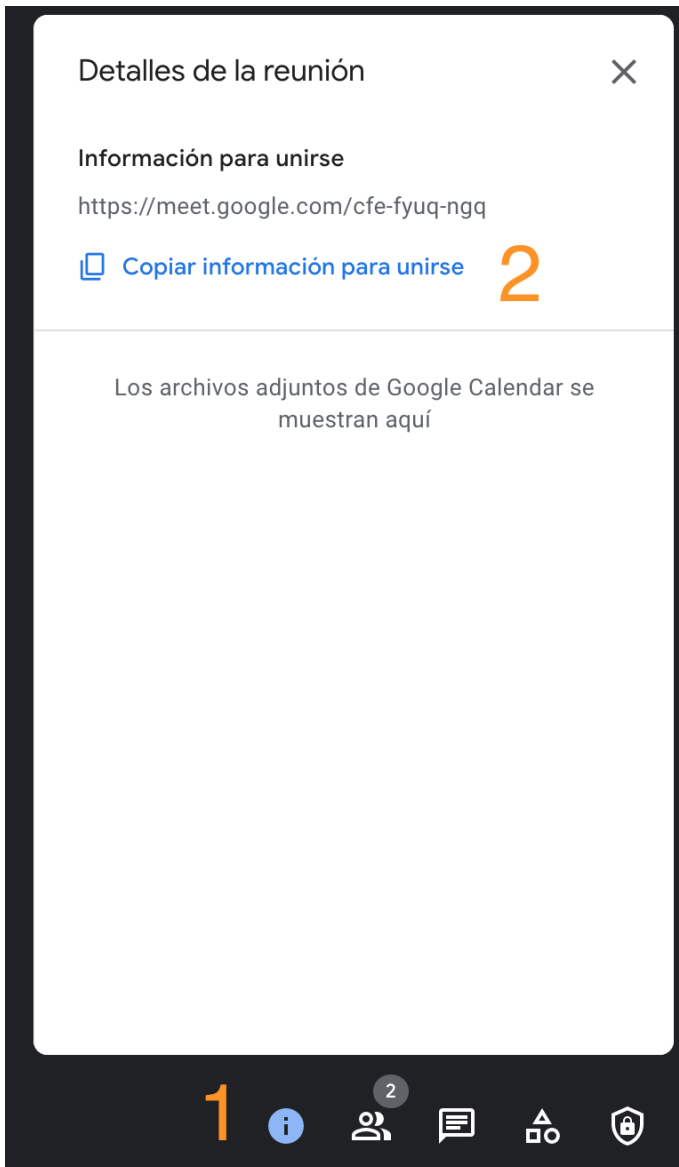 Detalles de la reunión
Información para unirse
https://meet.google.com/cfe-fyuq-ngq
Copiar información para unirse
2
Los archivos adjuntos de Google Calendar se
muestran aquí
1
2